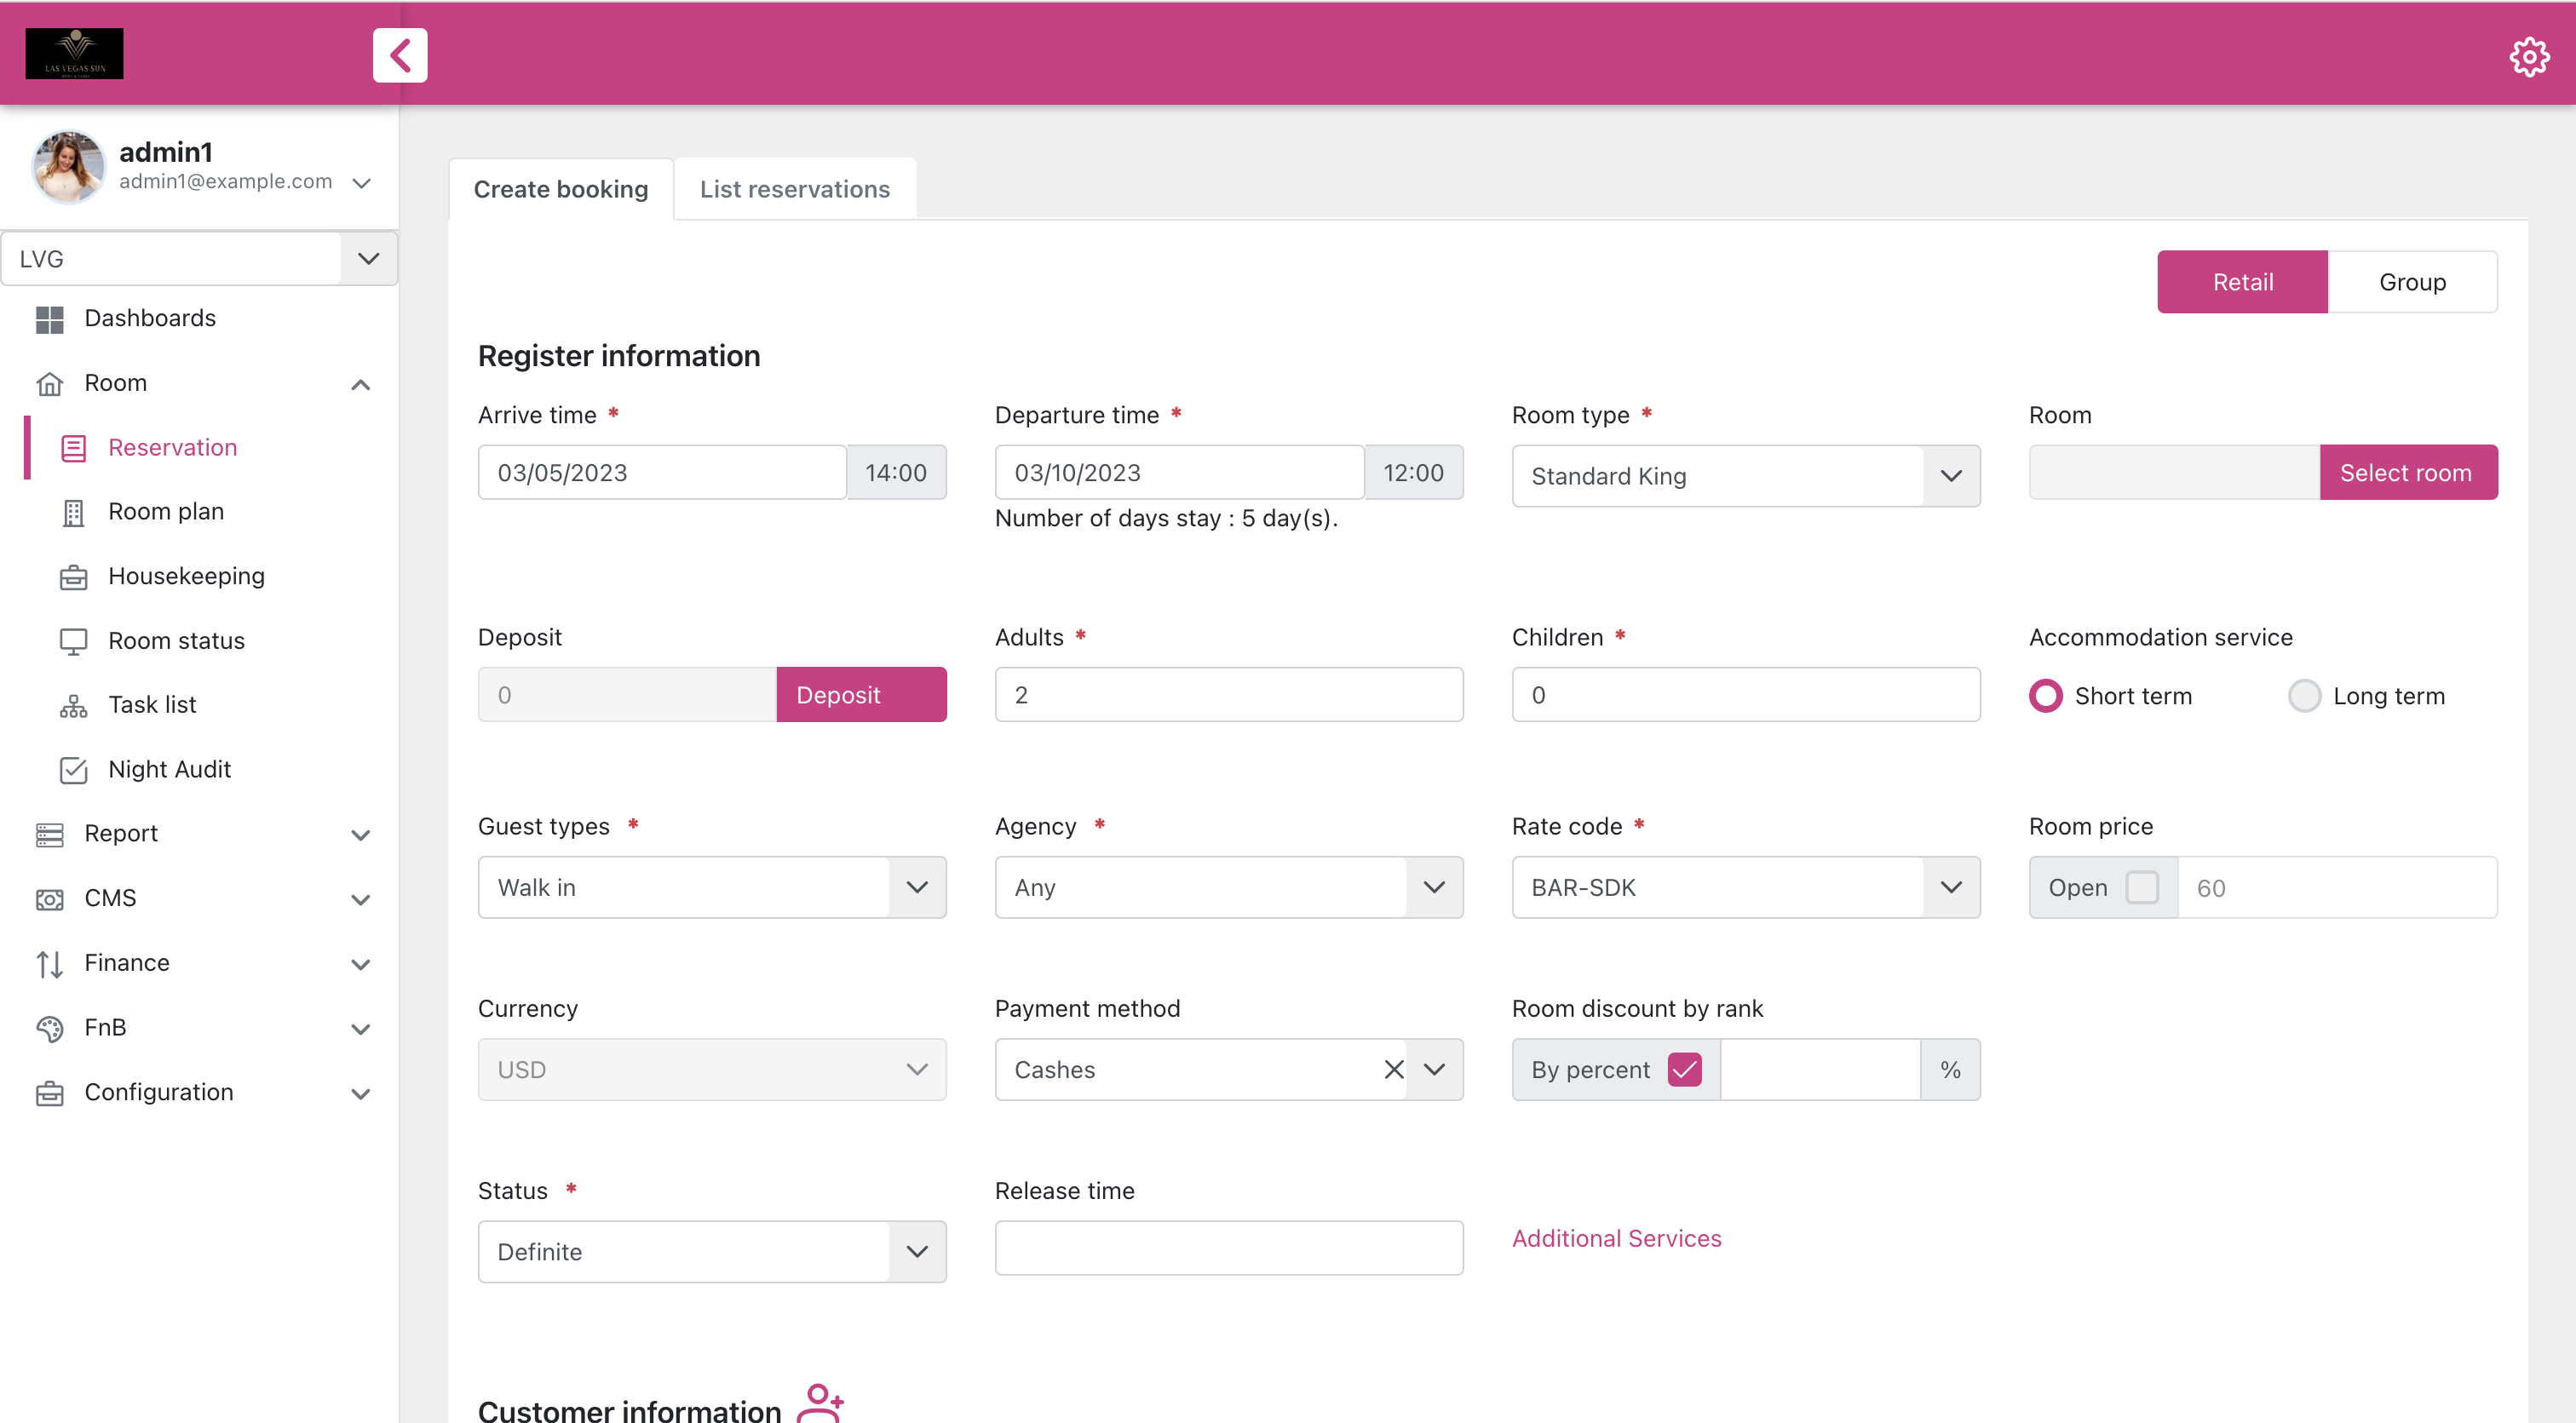 LAS VEGAS SUN
admin1
admin1@example.com
LVG
Dashboards
Room
Reservation
Room plan
Housekeeping
Room status
Task list
Night Audit
Report
CMS
Finance
FnB
Configuration
Create booking
List reservations
Retail
Group
Register information
Arrive time *
Departure time *
Room type *
Room
03/05/2023 14:00
03/10/2023 12:00
Standard King
Select room
Number of days stay : 5 day(s).
Deposit
Adults *
Children *
Accommodation service
0 Deposit
2
0
Short term
Long term
Guest types *
Agency *
Rate code *
Room price
Walk in
Any
BAR-SDK
Open 60
Currency
Payment method
Room discount by rank
USD
Cashes
By percent %
Status *
Release time
Definite
Additional Services
Customer information